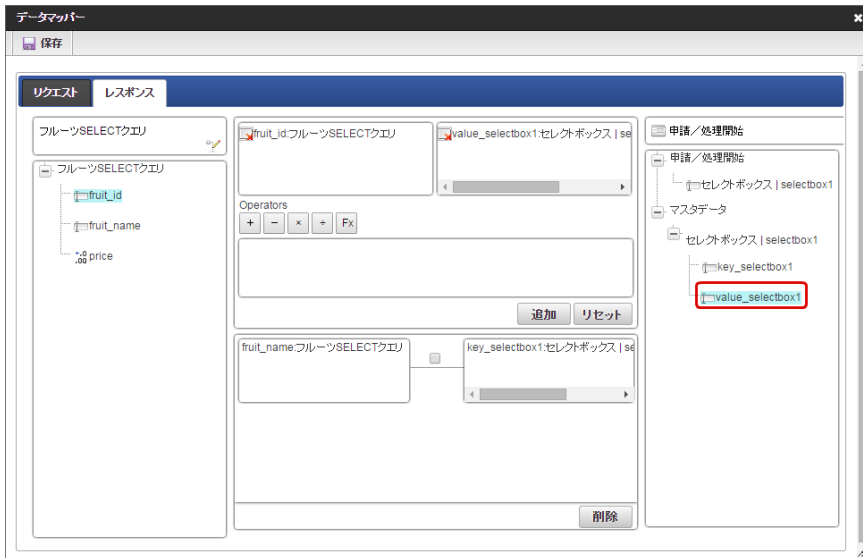 データマッパー
保存
リクエスト
レスポンス
フルーツSELECTクエリ
フルーツSELECTクエリ
fruit_id
fruit_name
price
fruit_id:フルーツSELECTクエリ
value_selectbox1:セレクトボックス | se
Operators
+ − × ÷ Fx
追加 リセット
fruit_name:フルーツSELECTクエリ
key_selectbox1:セレクトボックス | se
削除
申請／処理開始
申請／処理開始
セレクトボックス | selectbox1
マスタデータ
セレクトボックス | selectbox1
key_selectbox1
value_selectbox1